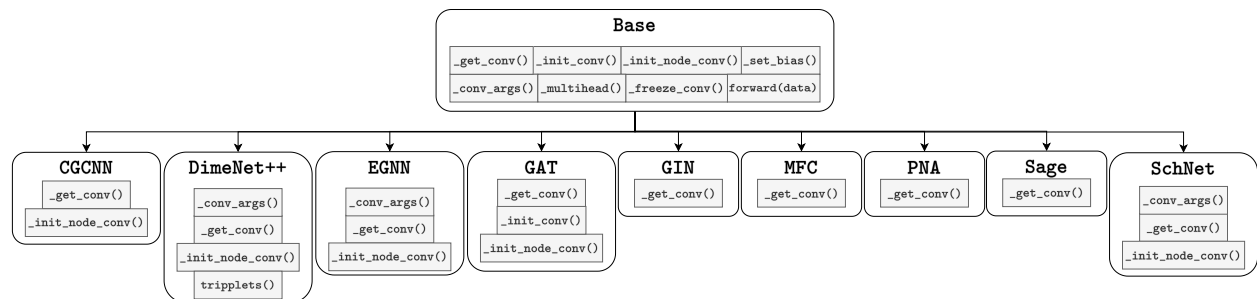 Base
_get_conv() _init_conv() _init_node_conv() _set_bias()
_conv_args() _multihead() _freeze_conv() forward(data)
CGCNN
_get_conv()
_init_node_conv()
DimeNet++
_conv_args()
_get_conv()
_init_node_conv()
tripplets()
EGNN
_conv_args()
_get_conv()
_init_node_conv()
GAT
_get_conv()
_init_conv()
_init_node_conv()
GIN
_get_conv()
MFC
_get_conv()
PNA
_get_conv()
Sage
_get_conv()
SchNet
_conv_args()
_get_conv()
_init_node_conv()